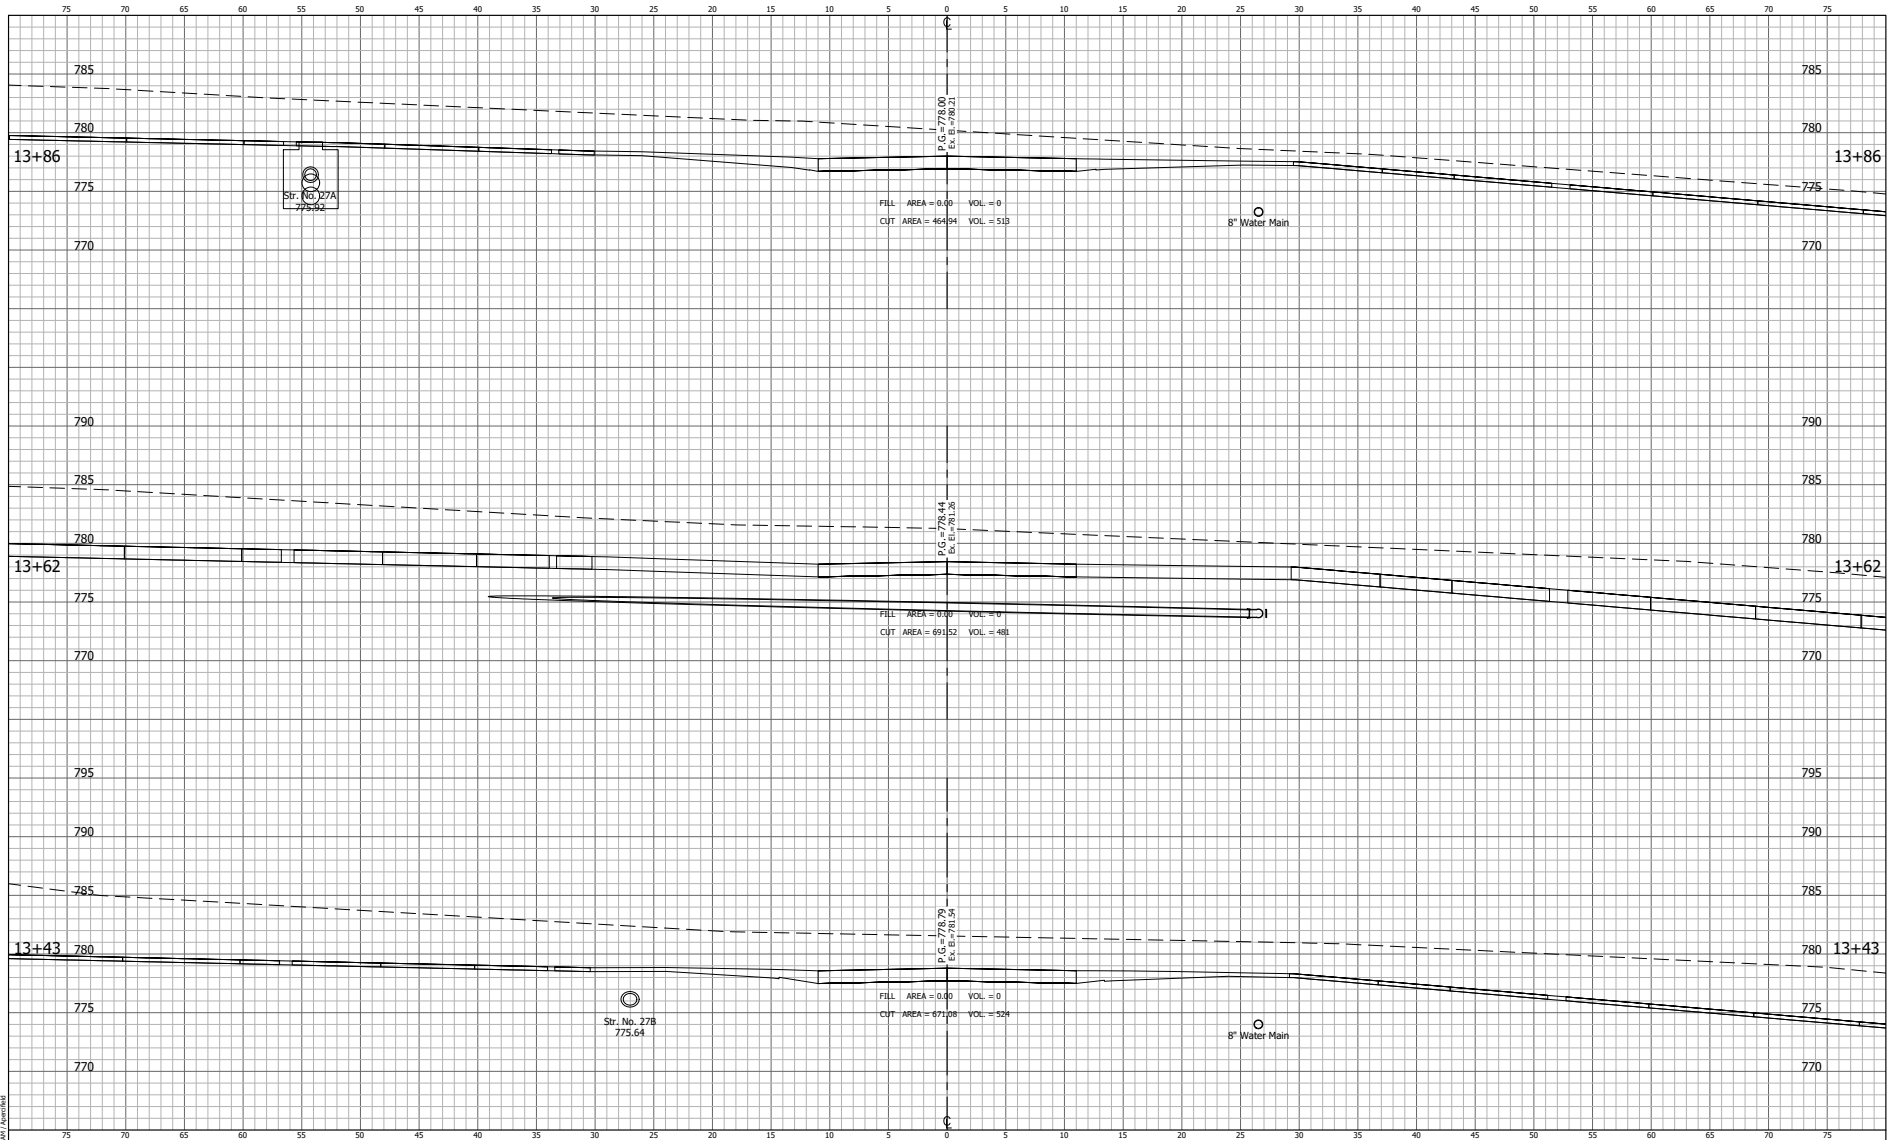 75 70 65 60 55 50 45 40 35 30 25 20 15 10 5 0 5 10 15 20 25 30 35 40 45 50 55 60 65 70 75
℄
785 785
P.G.=778.00
Ex. El.=780.21
780 780
13+86 13+86
775 775
Str. No. 27A
775.92
FILL AREA = 0.00 VOL. = 0
CUT AREA = 464.94 VOL. = 513
8" Water Main
770 770
790 790
785 785
P.G.=778.44
Ex. El.=781.26
780 780
13+62 13+62
775 775
FILL AREA = 0.00 VOL. = 0
CUT AREA = 691.52 VOL. = 481
770 770
795 795
790 790
785 785
P.G.=778.79
Ex. El.=781.54
13+43 780 780 13+43
FILL AREA = 0.00 VOL. = 0
775 775
CUT AREA = 671.08 VOL. = 524
Str. No. 27B
775.64
8" Water Main
770 770
℄
75 70 65 60 55 50 45 40 35 30 25 20 15 10 5 0 5 10 15 20 25 30 35 40 45 50 55 60 65 70 75